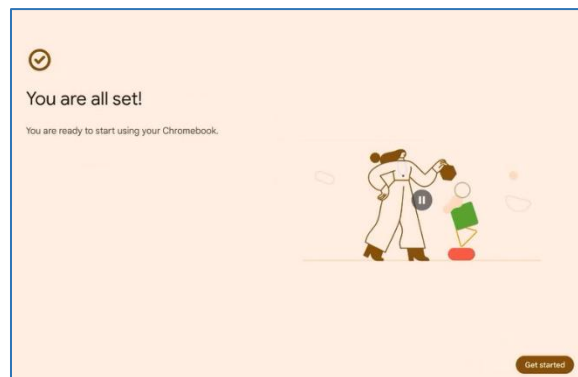 You are all set!
You are ready to start using your Chromebook.
Get started